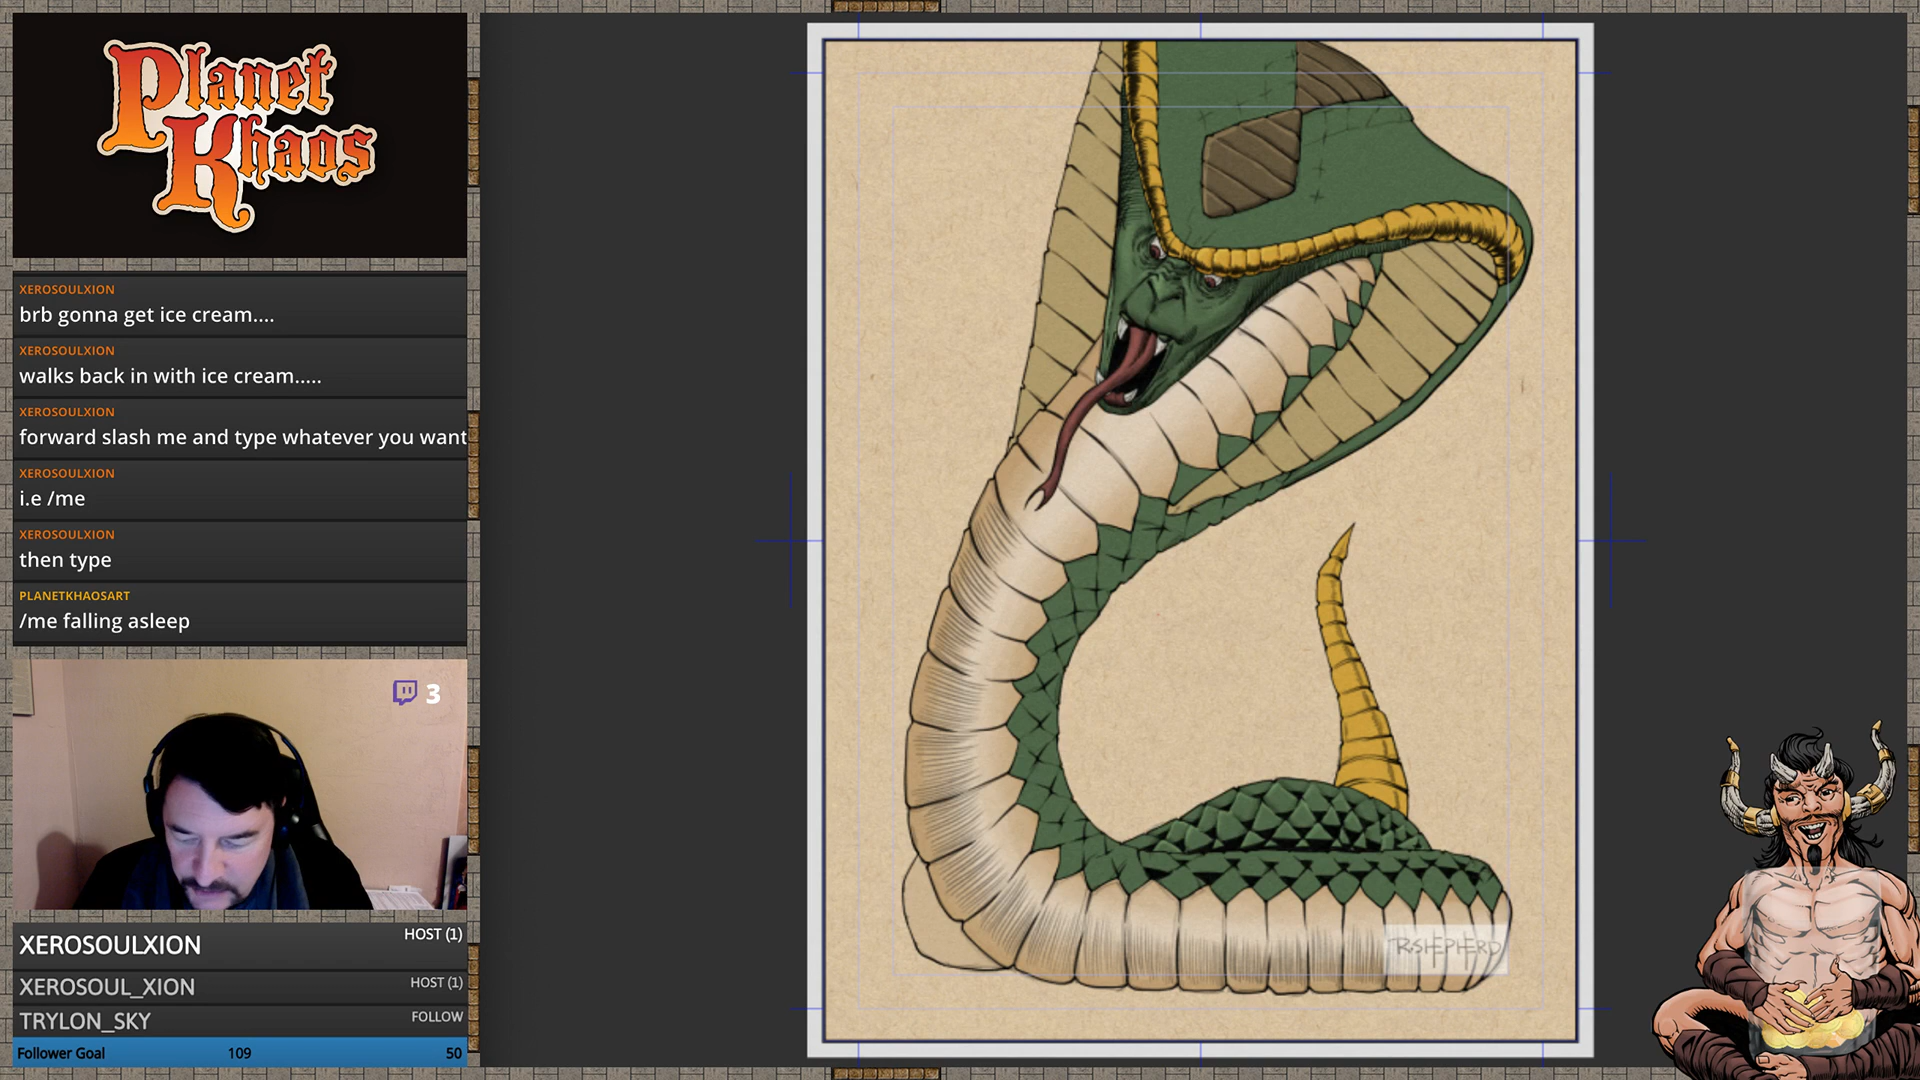 Planet
Khaos
XEROSOULXION
brb gonna get ice cream....
XEROSOULXION
walks back in with ice cream.....
XEROSOULXION
forward slash me and type whatever you want
XEROSOULXION
i.e /me
XEROSOULXION
then type
PLANETKHAOSART
/me falling asleep
3
XEROSOULXION HOST (1)
XEROSOUL_XION HOST (1)
TRYLON_SKY FOLLOW
Follower Goal 109 50
R.SHEPHERD